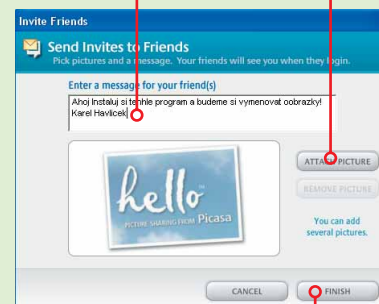 Invite Friends
Send Invites to Friends
Pick pictures and a message. Your friends will see you when they login.
Enter a message for your friend(s)
Ahoj Instaluj si tenhle program a budeme si vymenovat oobrazky!
Karel Havlicek
hello
PICTURE SHARING FROM Picasa
ATTACH PICTURE
REMOVE PICTURE
You can add
several pictures.
CANCEL
FINISH